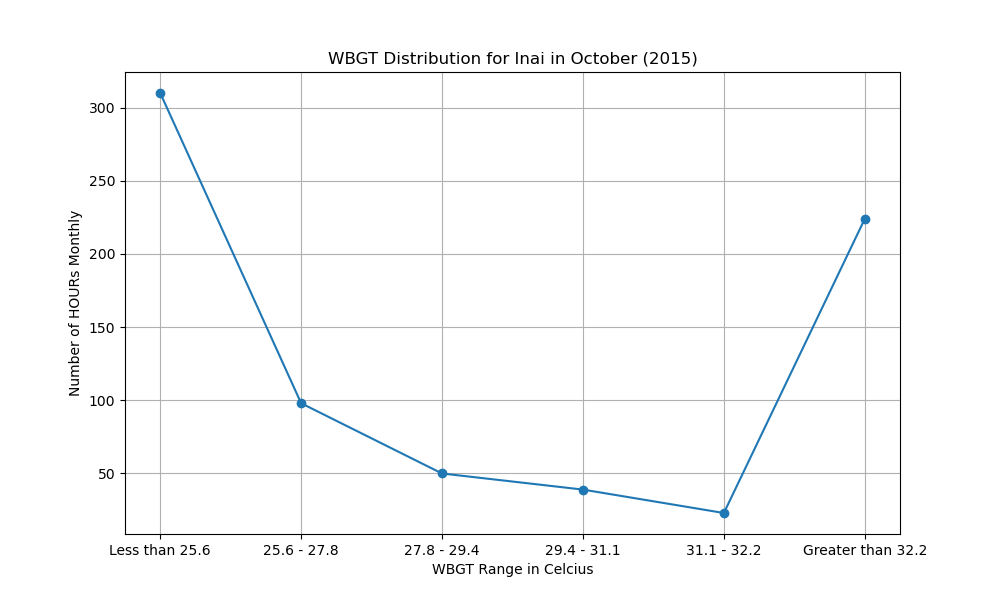 WBGT Distribution for Inai in October (2015)
Number of HOURs Monthly
300
250
200
150
100
50
Less than 25.6
25.6 - 27.8
27.8 - 29.4
29.4 - 31.1
31.1 - 32.2
Greater than 32.2
WBGT Range in Celcius